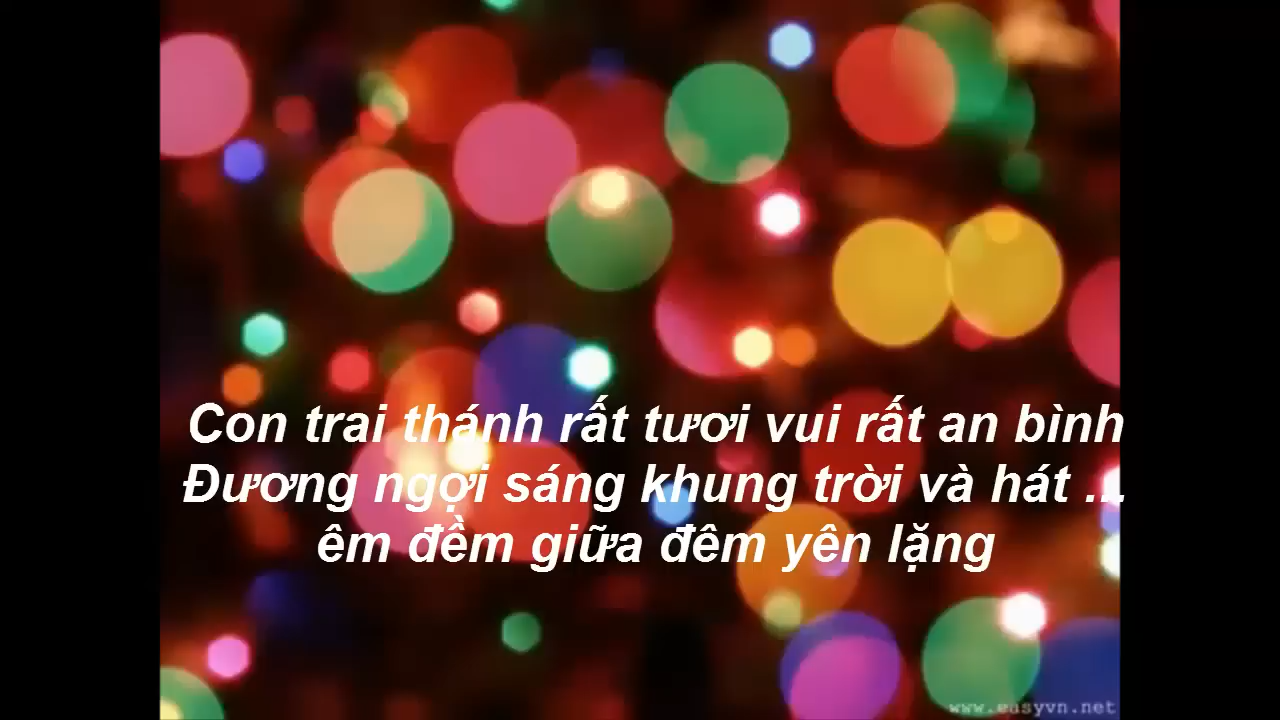 Con trai thánh rất tươi vui rất an bình
Đương ngợi sáng khung trời và hát ...
êm đềm giữa đêm yên lặng
www.easyvn.net